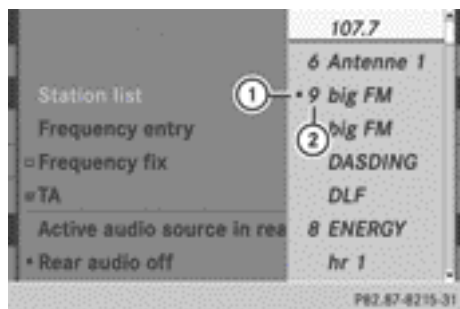 107.7
6 Antenne 1
Station list
1
• 9 big FM
Frequency entry
2
big FM
Frequency fix
DASDING
TA
DLF
Active audio source in rea
8 ENERGY
• Rear audio off
hr 1
P82.87-8215-31